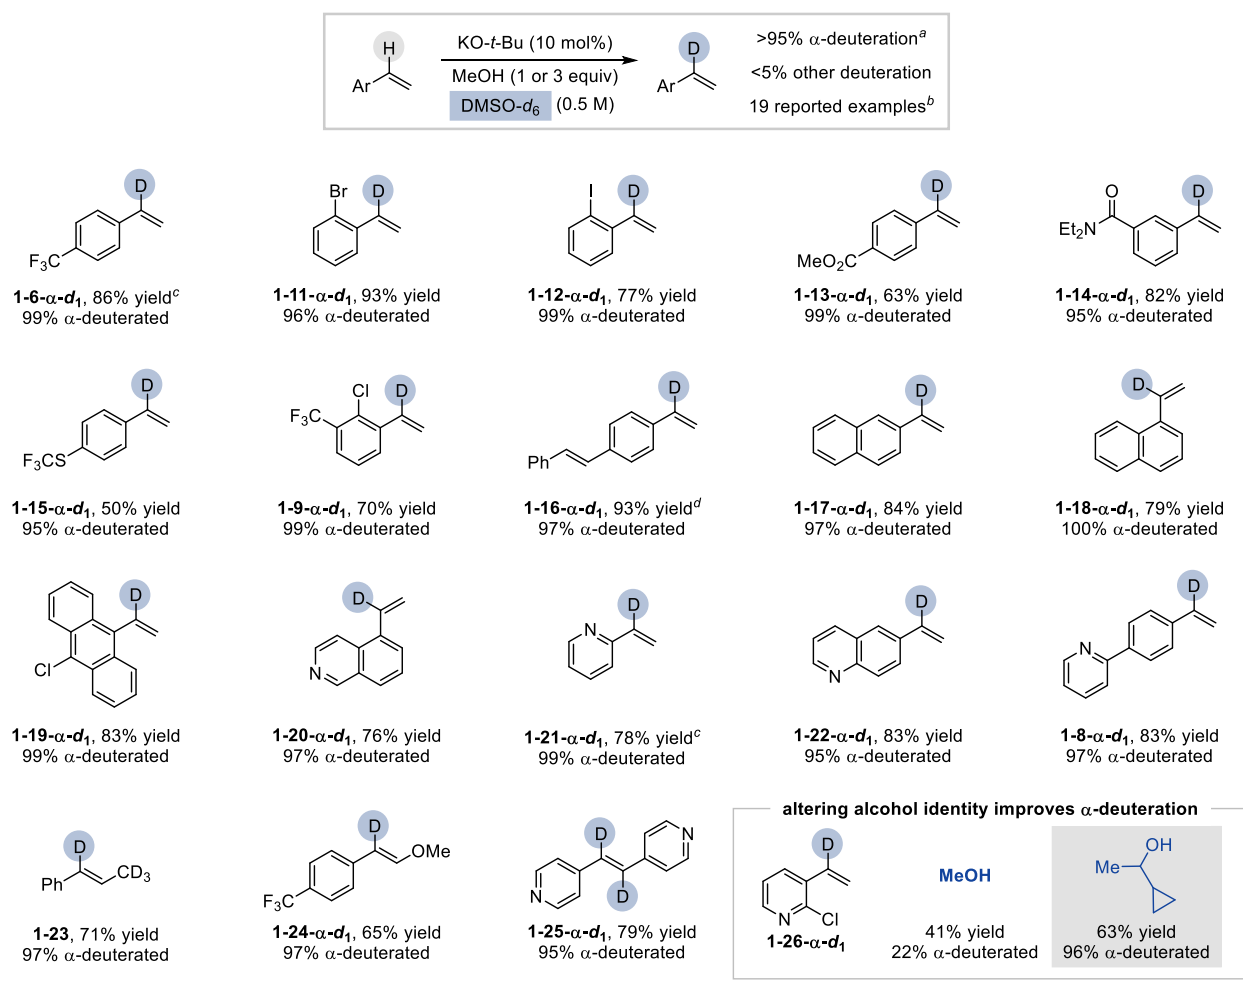 H
Ar
KO-t-Bu (10 mol%)
MeOH (1 or 3 equiv)
DMSO-d6 (0.5 M)
D
Ar
>95% α-deuterationᵃ
<5% other deuteration
19 reported examplesᵇ
D
F3C
1-6-α-d1, 86% yieldᶜ
99% α-deuterated
Br
D
1-11-α-d1, 93% yield
96% α-deuterated
I
D
1-12-α-d1, 77% yield
99% α-deuterated
D
MeO2C
1-13-α-d1, 63% yield
99% α-deuterated
O
Et2N
D
1-14-α-d1, 82% yield
95% α-deuterated
D
F3CS
1-15-α-d1, 50% yield
95% α-deuterated
Cl
D
F3C
1-9-α-d1, 70% yield
99% α-deuterated
D
Ph
1-16-α-d1, 93% yieldᵈ
97% α-deuterated
D
1-17-α-d1, 84% yield
97% α-deuterated
D
1-18-α-d1, 79% yield
100% α-deuterated
D
Cl
1-19-α-d1, 83% yield
99% α-deuterated
D
N
1-20-α-d1, 76% yield
97% α-deuterated
D
N
1-21-α-d1, 78% yieldᶜ
99% α-deuterated
D
N
1-22-α-d1, 83% yield
95% α-deuterated
D
N
1-8-α-d1, 83% yield
97% α-deuterated
D
Ph
CD3
1-23, 71% yield
97% α-deuterated
D
OMe
F3C
1-24-α-d1, 65% yield
97% α-deuterated
D
N
N
D
1-25-α-d1, 79% yield
95% α-deuterated
altering alcohol identity improves α-deuteration
D
N
Cl
1-26-α-d1
MeOH
41% yield
22% α-deuterated
OH
Me
63% yield
96% α-deuterated